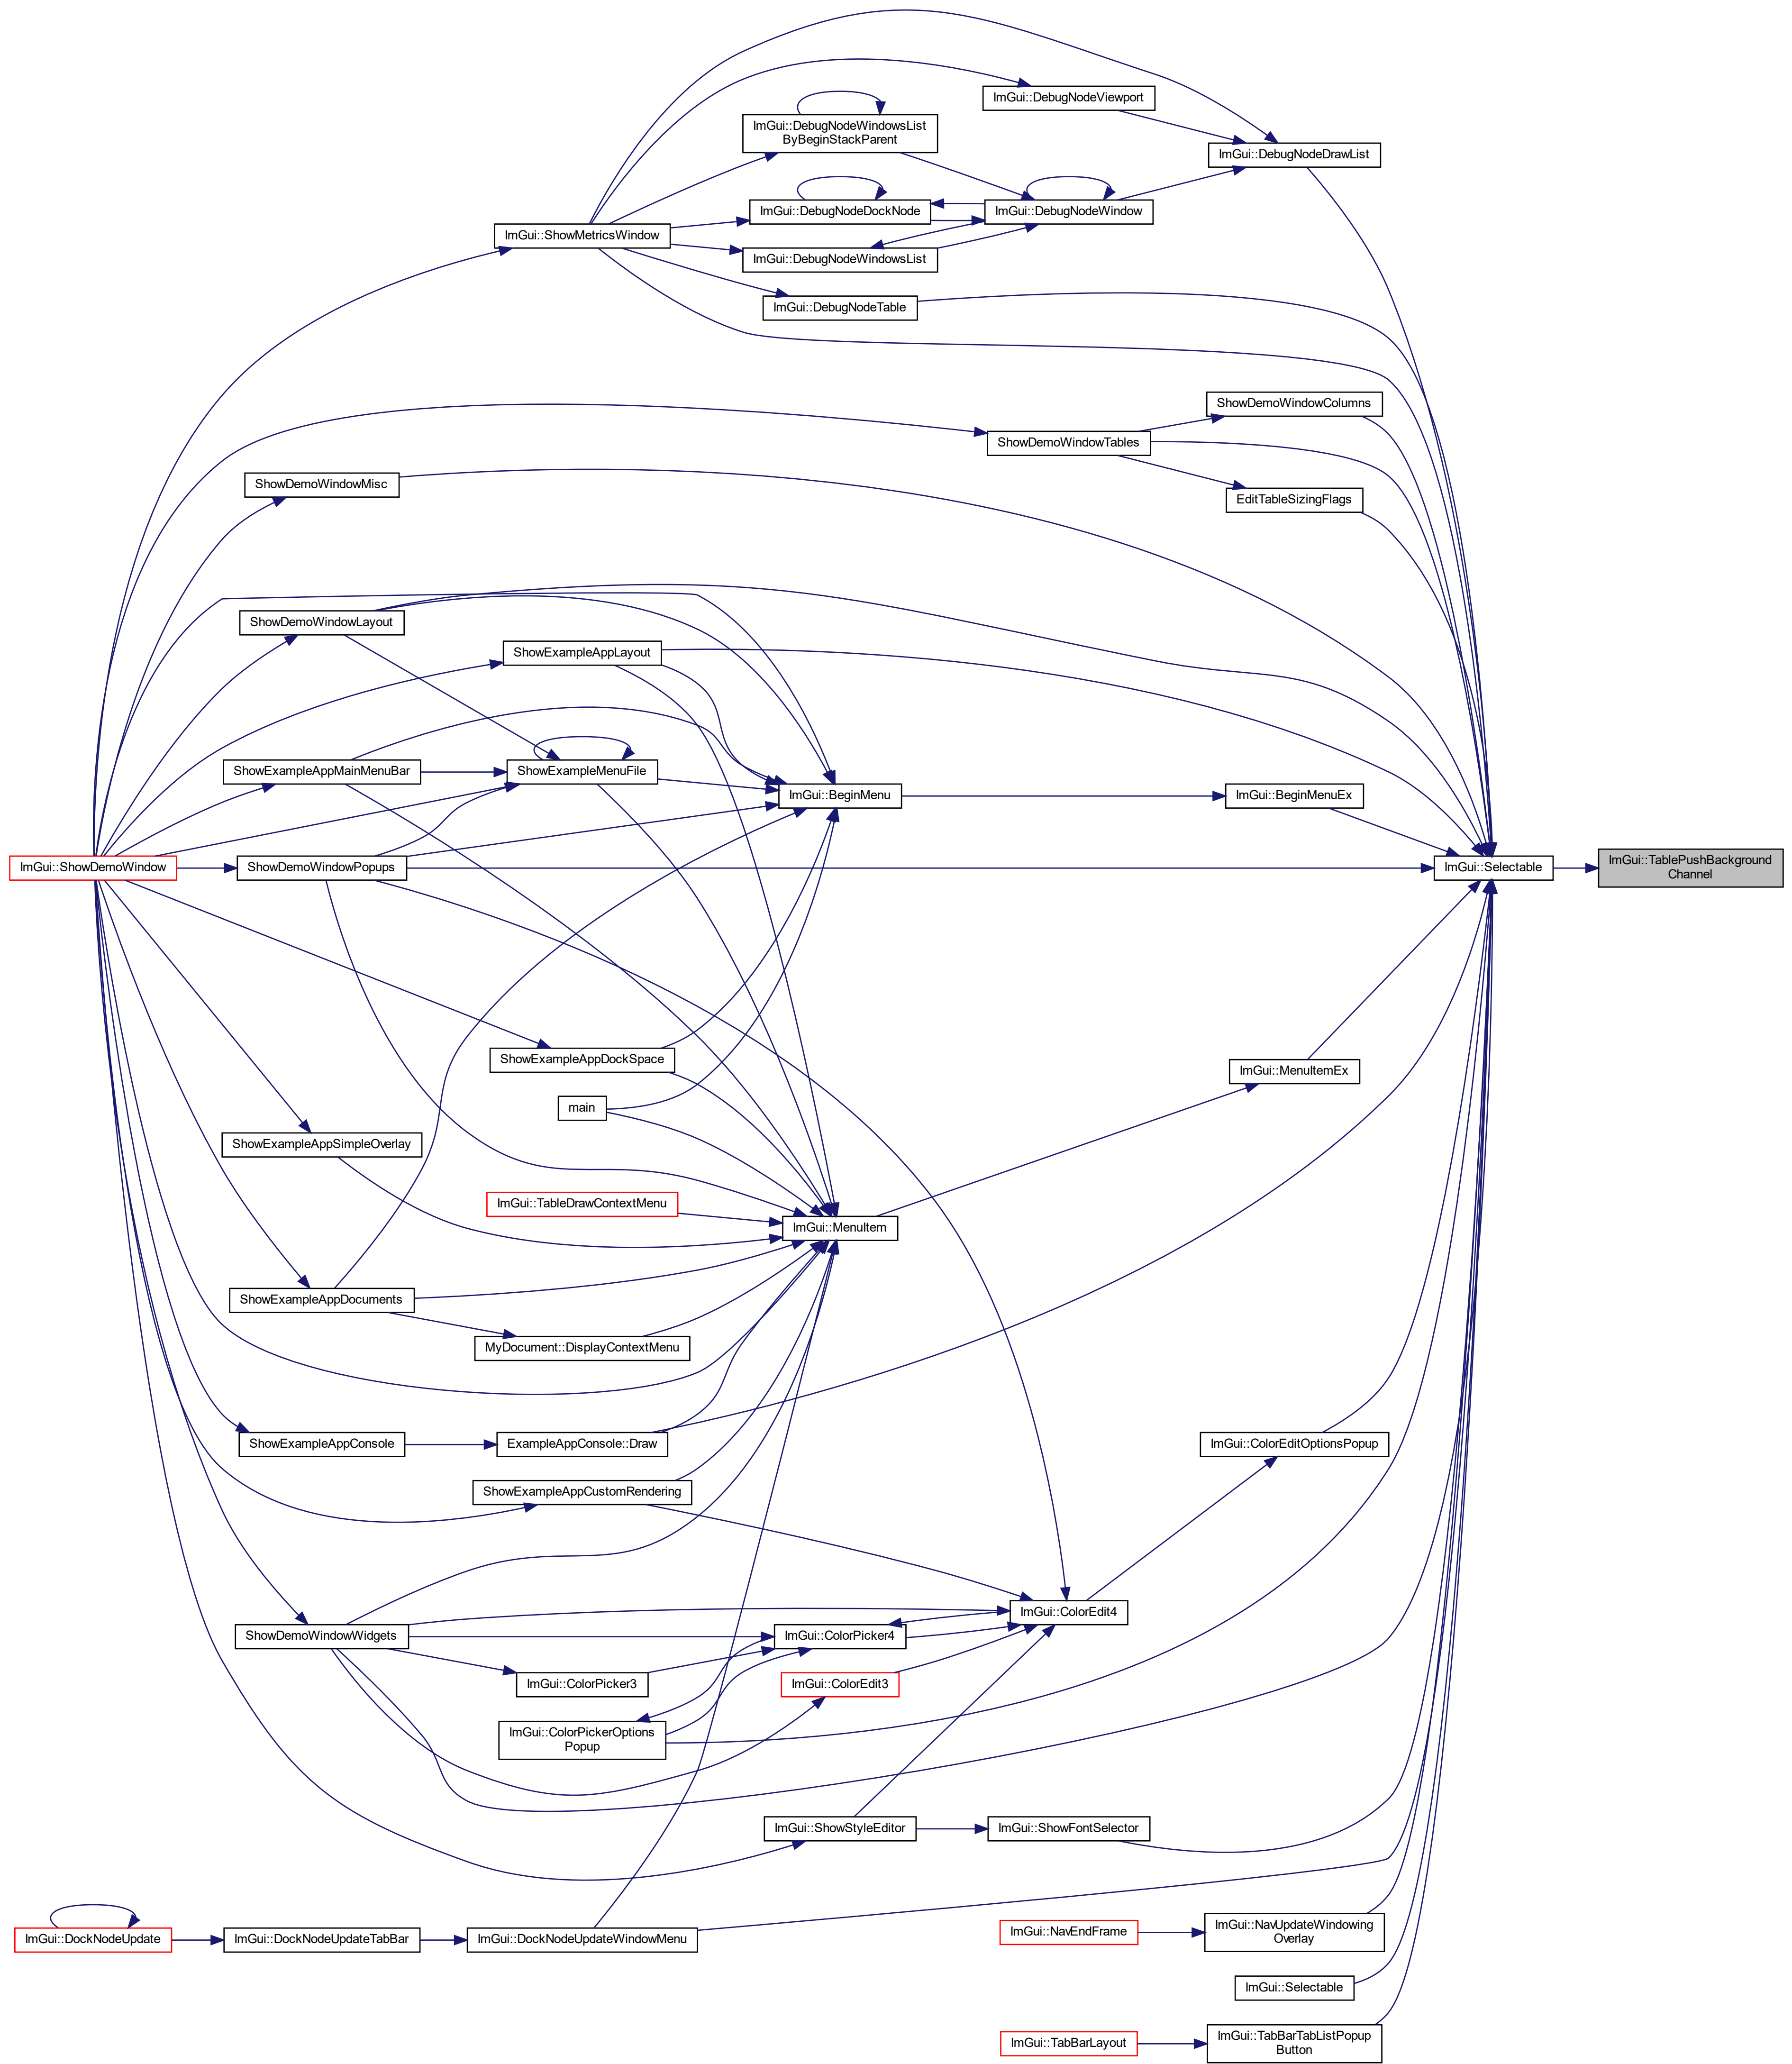 ImGui::DebugNodeViewport
ImGui::DebugNodeWindowsList
ByBeginStackParent
ImGui::DebugNodeDrawList
ImGui::DebugNodeDockNode
ImGui::DebugNodeWindow
ImGui::ShowMetricsWindow
ImGui::DebugNodeWindowsList
ImGui::DebugNodeTable
ShowDemoWindowColumns
ShowDemoWindowTables
ShowDemoWindowMisc
EditTableSizingFlags
ShowDemoWindowLayout
ShowExampleAppLayout
ShowExampleAppMainMenuBar
ShowExampleMenuFile
ImGui::BeginMenu
ImGui::BeginMenuEx
ImGui::ShowDemoWindow
ShowDemoWindowPopups
ImGui::Selectable
ImGui::TablePushBackground
Channel
ShowExampleAppDockSpace
ImGui::MenuItemEx
main
ShowExampleAppSimpleOverlay
ImGui::TableDrawContextMenu
ImGui::MenuItem
ShowExampleAppDocuments
MyDocument::DisplayContextMenu
ShowExampleAppConsole
ExampleAppConsole::Draw
ImGui::ColorEditOptionsPopup
ShowExampleAppCustomRendering
ImGui::ColorEdit4
ShowDemoWindowWidgets
ImGui::ColorPicker4
ImGui::ColorPicker3
ImGui::ColorEdit3
ImGui::ColorPickerOptions
Popup
ImGui::ShowStyleEditor
ImGui::ShowFontSelector
ImGui::DockNodeUpdate
ImGui::DockNodeUpdateTabBar
ImGui::DockNodeUpdateWindowMenu
ImGui::NavEndFrame
ImGui::NavUpdateWindowing
Overlay
ImGui::Selectable
ImGui::TabBarLayout
ImGui::TabBarTabListPopup
Button